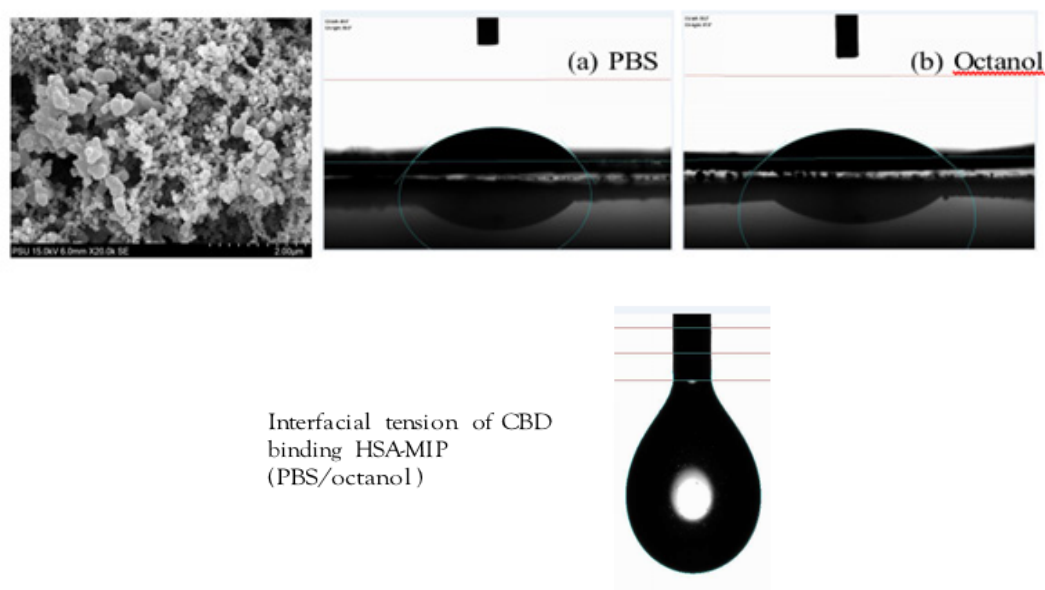 (a) PBS
(b) Octanol
PSU 15.0kV 6.0mm X20.0k SE 2.00µm
Interfacial tension of CBD
binding HSA-MIP
(PBS/octanol)